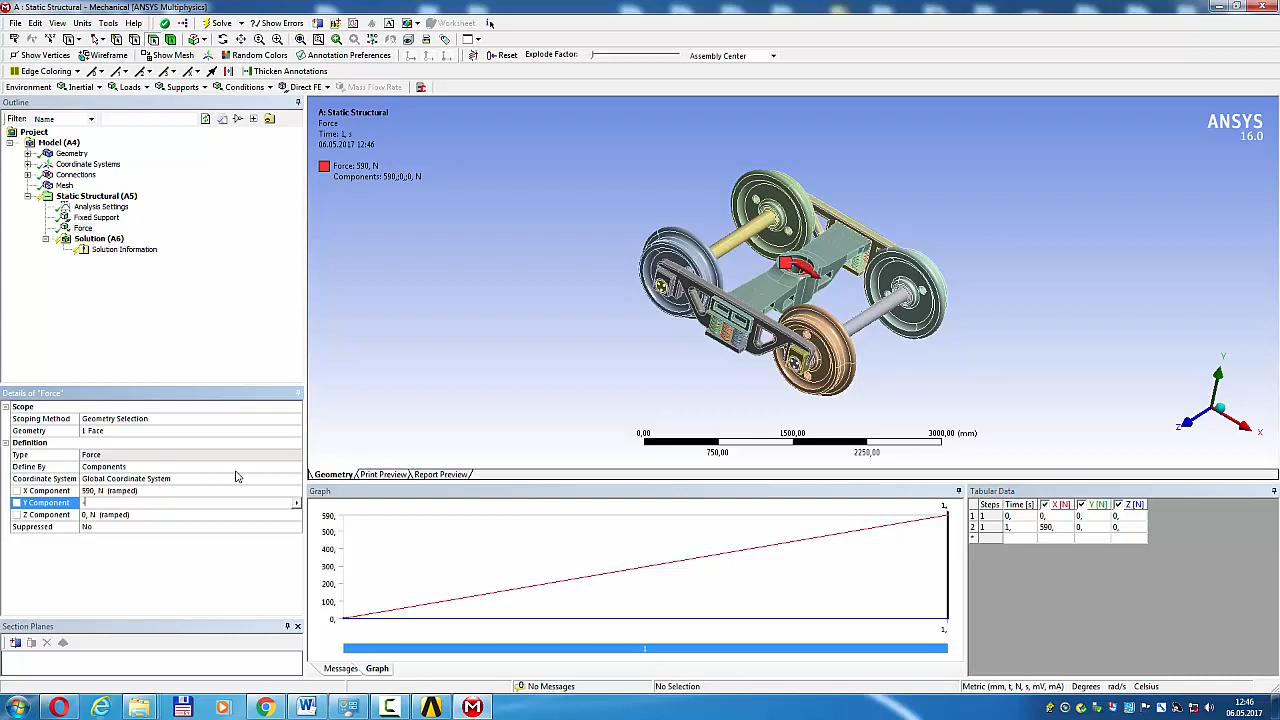 A : Static Structural - Mechanical [ANSYS Multiphysics]
File Edit View Units Tools Help Solve Show Errors Worksheet
Show Vertices Wireframe Show Mesh Random Colors Annotation Preferences Reset Explode Factor: Assembly Center
Edge Coloring Thicken Annotations
Environment Inertial Loads Supports Conditions Direct FE Mass Flow Rate
Outline
Filter: Name
Project
Model (A4)
Geometry
Coordinate Systems
Connections
Mesh
Static Structural (A5)
Analysis Settings
Fixed Support
Force
Solution (A6)
Solution Information
A: Static Structural
Force
Time: 1, s
06.05.2017 12:46
Force: 590, N
Components: 590,;0,;0, N
ANSYS
16.0
Y
Z
X
0,00 1500,00 3000,00 (mm)
750,00 2250,00
Geometry Print Preview Report Preview
Details of "Force"
Scope
Scoping Method Geometry Selection
Geometry 1 Face
Definition
Type Force
Define By Components
Coordinate System Global Coordinate System
X Component 590, N (ramped)
Y Component
Z Component 0, N (ramped)
Suppressed No
Section Planes
Graph
1,
590,
500,
400,
300,
200,
100,
0,
1,
1
Messages Graph
Tabular Data
Steps Time [s] X [N] Y [N] Z [N]
1 1 0, 0, 0, 0,
2 1 1, 590, 0, 0,
*
0 No Messages No Selection Metric (mm, t, N, s, mV, mA) Degrees rad/s Celsius
12:46
06.05.2017